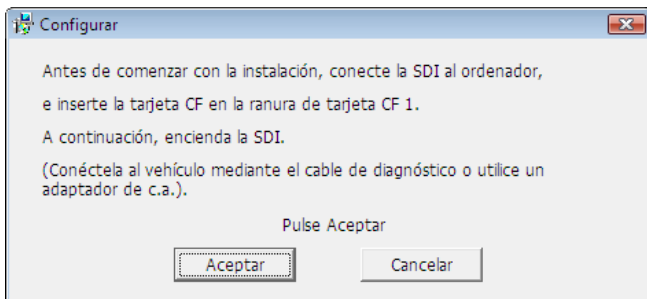 Configurar
Antes de comenzar con la instalación, conecte la SDI al ordenador,
e inserte la tarjeta CF en la ranura de tarjeta CF 1.
A continuación, encienda la SDI.
(Conéctela al vehículo mediante el cable de diagnóstico o utilice un
adaptador de c.a.).
Pulse Aceptar
Aceptar Cancelar